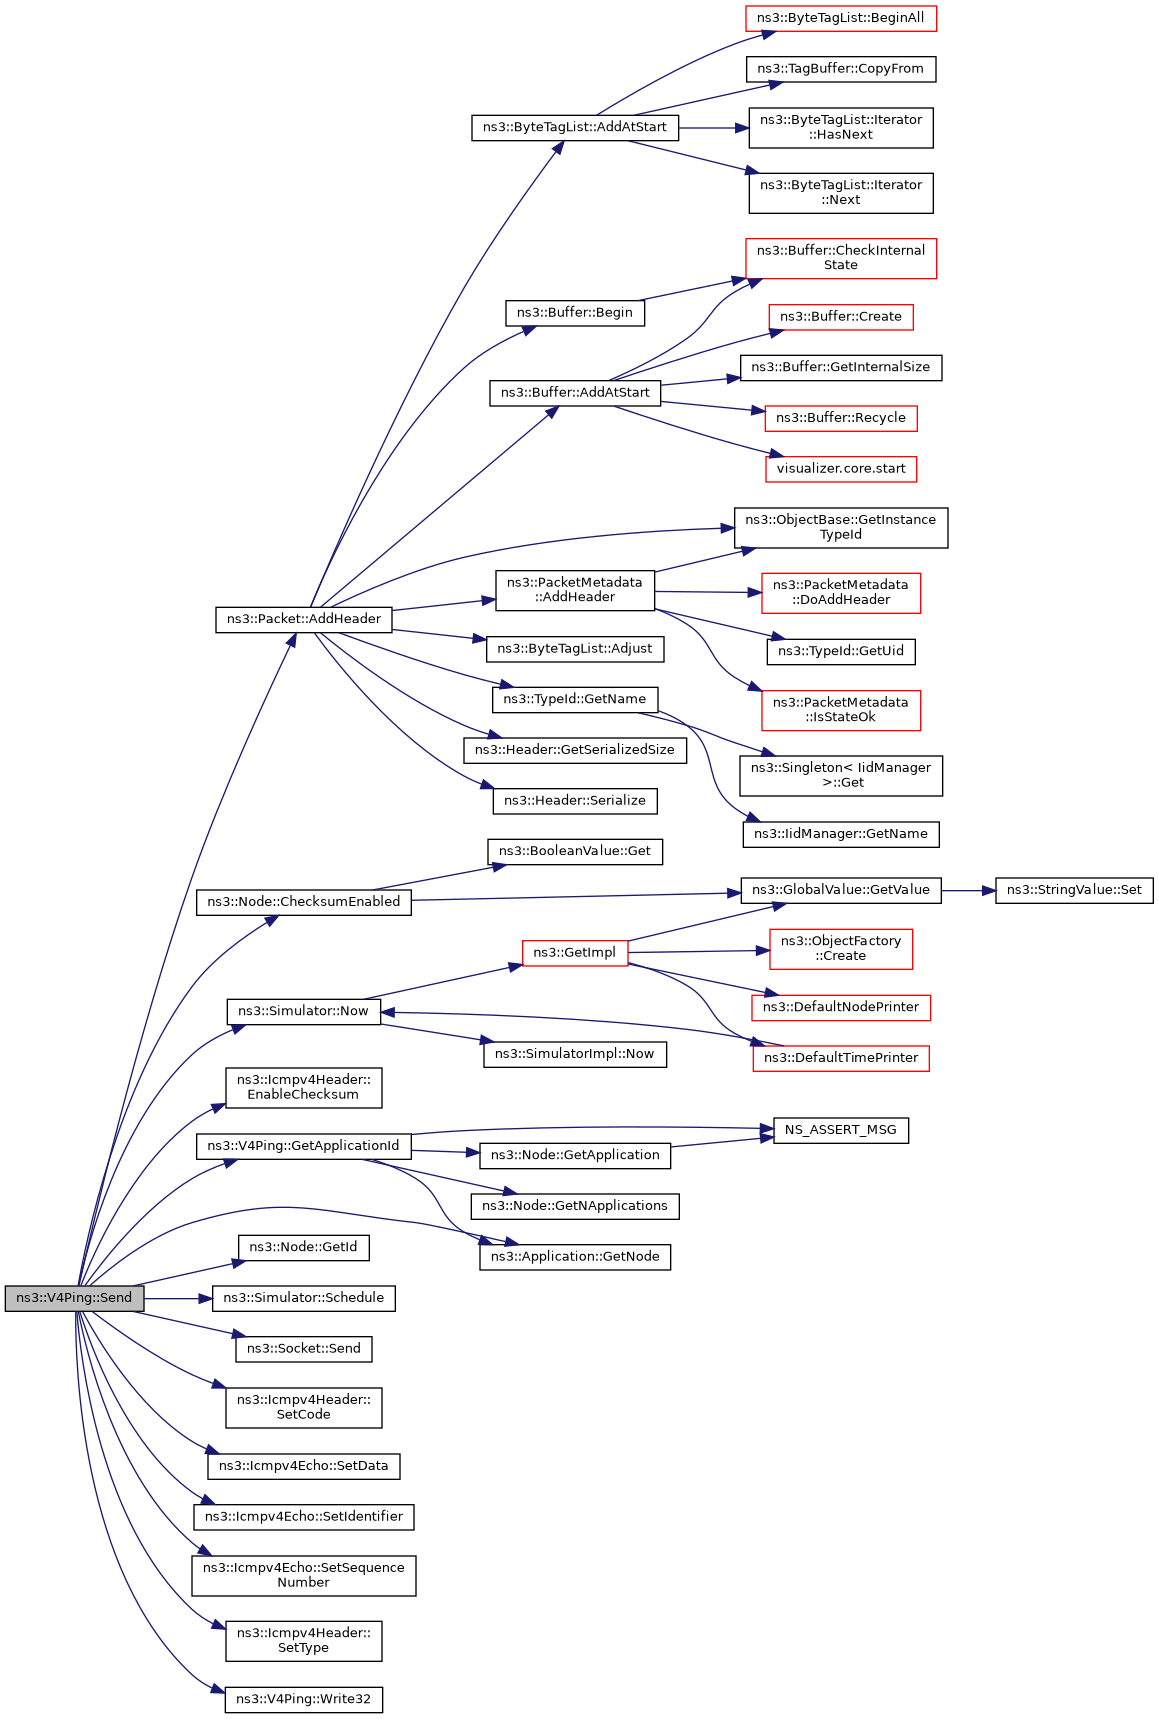 ns3::ByteTagList::BeginAll
ns3::TagBuffer::CopyFrom
ns3::ByteTagList::AddAtStart
ns3::ByteTagList::Iterator
::HasNext
ns3::ByteTagList::Iterator
::Next
ns3::Buffer::CheckInternal
State
ns3::Buffer::Begin
ns3::Buffer::Create
ns3::Buffer::GetInternalSize
ns3::Buffer::AddAtStart
ns3::Buffer::Recycle
visualizer.core.start
ns3::ObjectBase::GetInstance
TypeId
ns3::PacketMetadata
::AddHeader
ns3::PacketMetadata
::DoAddHeader
ns3::Packet::AddHeader
ns3::ByteTagList::Adjust
ns3::TypeId::GetUid
ns3::TypeId::GetName
ns3::PacketMetadata
::IsStateOk
ns3::Header::GetSerializedSize
ns3::Singleton< IidManager
>::Get
ns3::Header::Serialize
ns3::IidManager::GetName
ns3::BooleanValue::Get
ns3::Node::ChecksumEnabled
ns3::GlobalValue::GetValue
ns3::StringValue::Set
ns3::GetImpl
ns3::ObjectFactory
::Create
ns3::Simulator::Now
ns3::DefaultNodePrinter
ns3::SimulatorImpl::Now
ns3::DefaultTimePrinter
ns3::Icmpv4Header::
EnableChecksum
ns3::V4Ping::GetApplicationId
NS_ASSERT_MSG
ns3::Node::GetApplication
ns3::Node::GetNApplications
ns3::Node::GetId
ns3::Application::GetNode
ns3::V4Ping::Send
ns3::Simulator::Schedule
ns3::Socket::Send
ns3::Icmpv4Header::
SetCode
ns3::Icmpv4Echo::SetData
ns3::Icmpv4Echo::SetIdentifier
ns3::Icmpv4Echo::SetSequence
Number
ns3::Icmpv4Header::
SetType
ns3::V4Ping::Write32